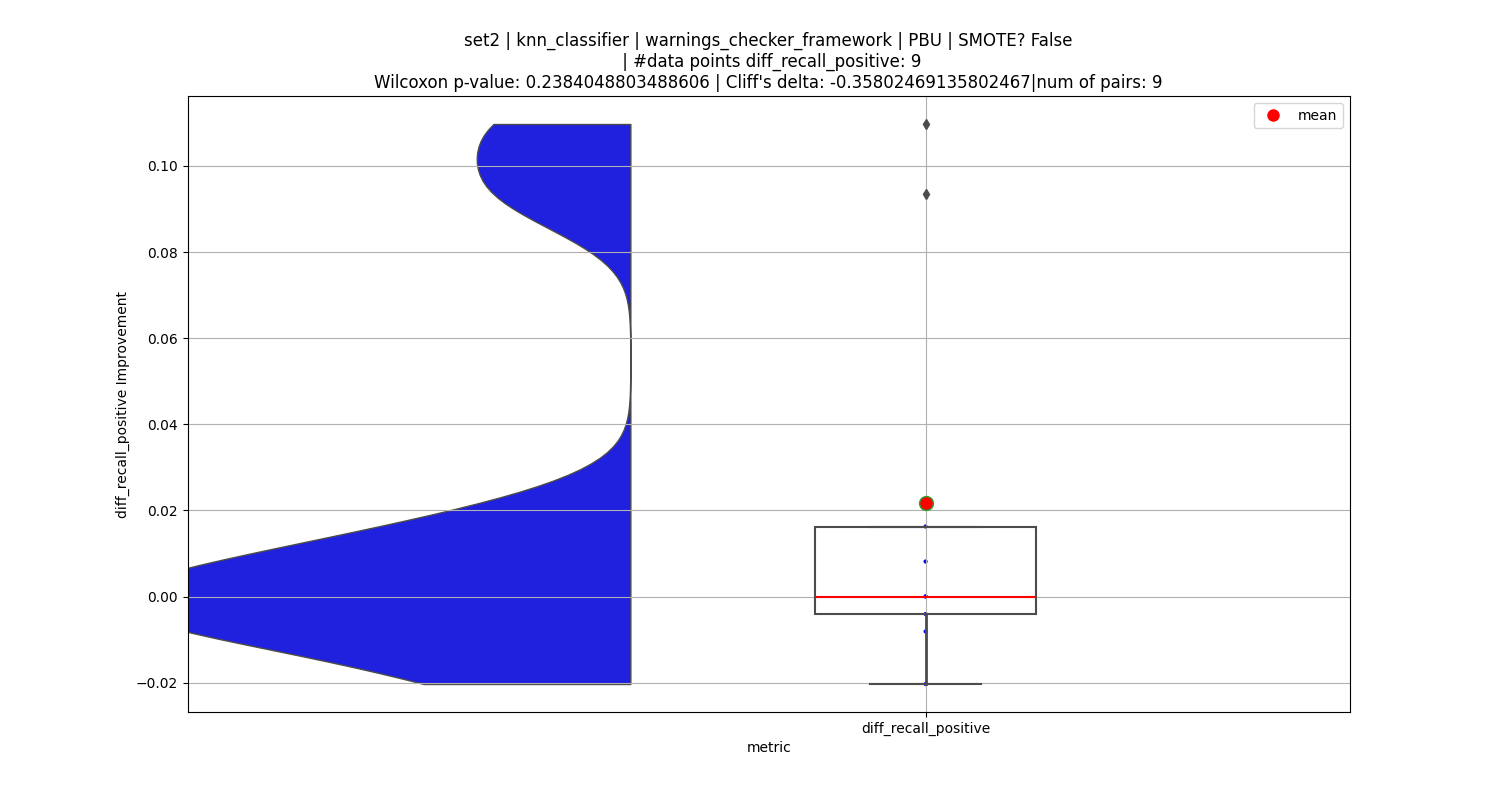 set2 | knn_classifier | warnings_checker_framework | PBU | SMOTE? False
| #data points diff_recall_positive: 9
Wilcoxon p-value: 0.2384048803488606 | Cliff's delta: -0.35802469135802467|num of pairs: 9
mean
0.10
0.08
0.06
0.04
0.02
0.00
−0.02
diff_recall_positive Improvement
diff_recall_positive
metric